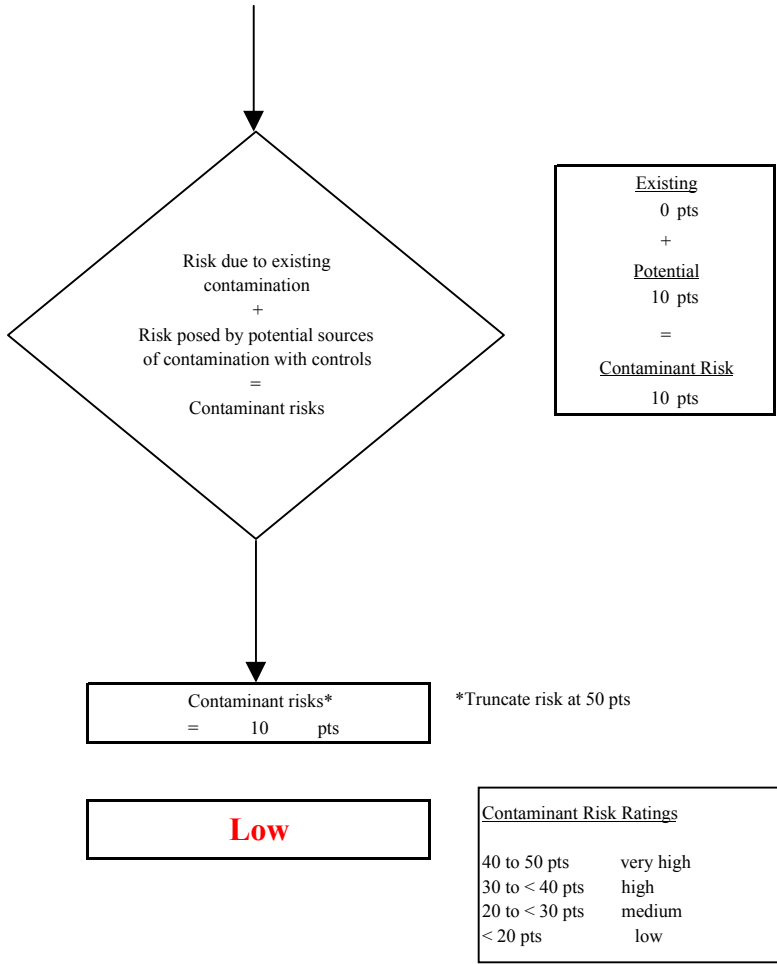 Risk due to existing
contamination
+
Risk posed by potential sources
of contamination with controls
=
Contaminant risks
Existing
0 pts
+
Potential
10 pts
=
Contaminant Risk
10 pts
Contaminant risks*
= 10 pts
*Truncate risk at 50 pts
Low
Contaminant Risk Ratings
40 to 50 pts very high
30 to < 40 pts high
20 to < 30 pts medium
< 20 pts low